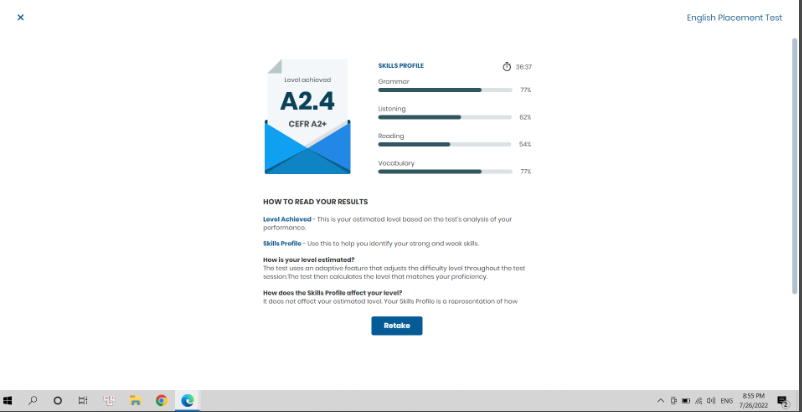 English Placement Test
Level achieved
A2.4
CEFR A2+
SKILLS PROFILE
36:37
Grammar
77%
Listening
62%
Reading
54%
Vocabulary
77%
HOW TO READ YOUR RESULTS
Level Achieved - This is your estimated level based on the test's analysis of your
performance.
Skills Profile - Use this to help you identify your strong and weak skills.
How is your level estimated?
The test uses an adaptive feature that adjusts the difficulty level throughout the test
session.The test then calculates the level that matches your proficiency.
How does the Skills Profile affect your level?
It does not affect your estimated level. Your Skills Profile is a representation of how
Retake
ENG
8:55 PM
7/26/2022
2